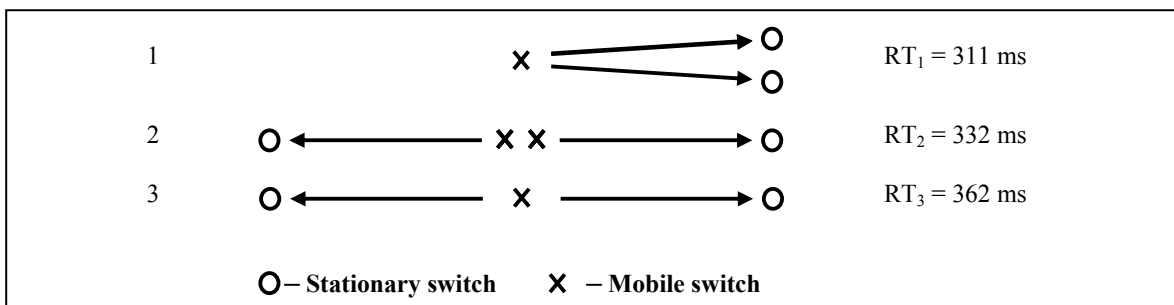 1 RT₁ = 311 ms
2 RT₂ = 332 ms
3 RT₃ = 362 ms
– Stationary switch – Mobile switch